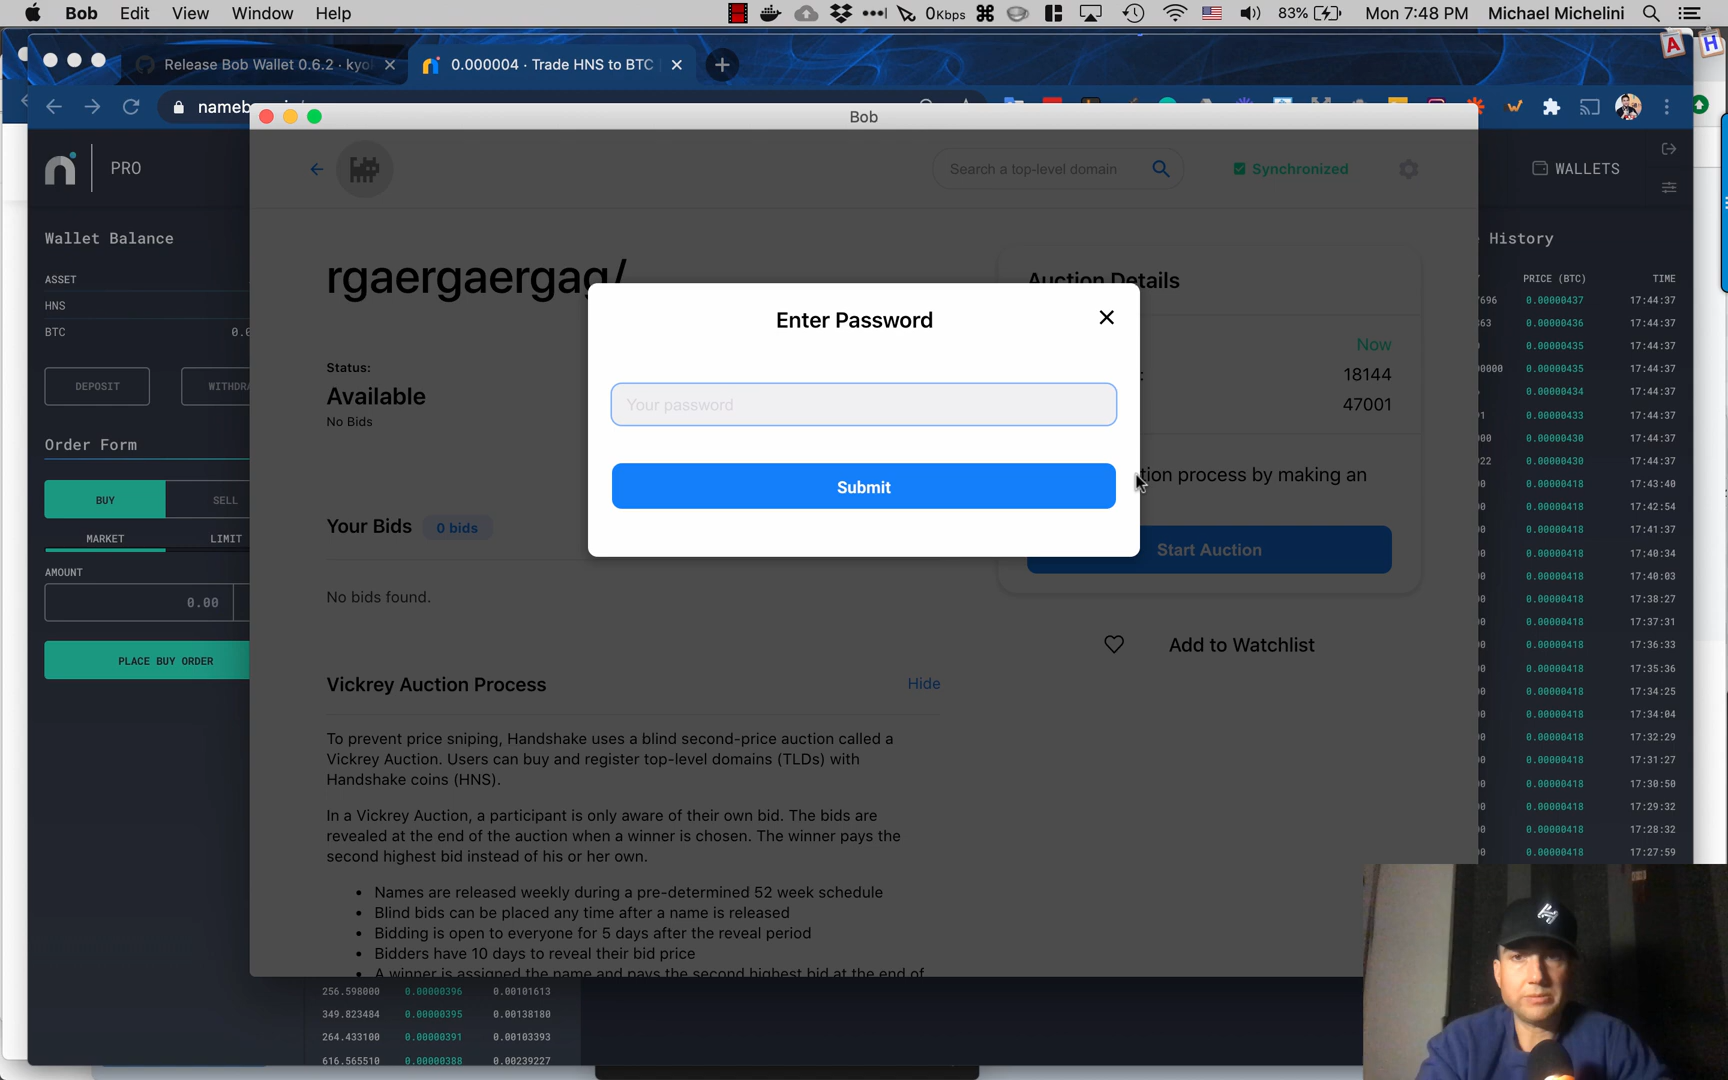 Bob Edit View Window Help
0Kbps 83% Mon 7:48 PM Michael Michelini
Release Bob Wallet 0.6.2 · kyo
0.000004 · Trade HNS to BTC
Bob
PRO
Search a top-level domain
Synchronized
WALLETS
Wallet Balance
ASSET
HNS
BTC
DEPOSIT
Order Form
BUY SELL
MARKET LIMIT
AMOUNT
0.00
PLACE BUY ORDER
rgaergaergag/
Status:
Available
No Bids
Your Bids 0 bids
No bids found.
Vickrey Auction Process Hide
To prevent price sniping, Handshake uses a blind second-price auction called a
Vickrey Auction. Users can buy and register top-level domains (TLDs) with
Handshake coins (HNS).
In a Vickrey Auction, a participant is only aware of their own bid. The bids are
revealed at the end of the auction when a winner is chosen. The winner pays the
second highest bid instead of his or her own.
• Names are released weekly during a pre-determined 52 week schedule
• Blind bids can be placed any time after a name is released
• Bidding is open to everyone for 5 days after the reveal period
• Bidders have 10 days to reveal their bid price
• A winner is assigned the name and pays the second highest bid at the end of
Enter Password
Your password
Submit
Auction Details
Now
18144
47001
tion process by making an
Start Auction
Add to Watchlist
History
PRICE (BTC) TIME
7696 0.00000437 17:44:37
0.00000436 17:44:37
0.00000435 17:44:37
0.00000435 17:44:37
0.00000434 17:44:37
0.00000433 17:44:37
0.00000430 17:44:37
0.00000430 17:44:37
0.00000418 17:43:40
0.00000418 17:42:54
0.00000418 17:41:37
0.00000418 17:40:34
0.00000418 17:40:03
0.00000418 17:38:27
0.00000418 17:37:31
0.00000418 17:36:33
0.00000418 17:35:36
0.00000418 17:34:25
0.00000418 17:34:04
0.00000418 17:32:29
0.00000418 17:31:27
0.00000418 17:30:50
0.00000418 17:29:32
0.00000418 17:28:32
0.00000418 17:27:59
256.598000 0.00000396 0.00101613
349.823484 0.00000395 0.00138180
264.433100 0.00000391 0.00103393
616.565510 0.00000388 0.00239227